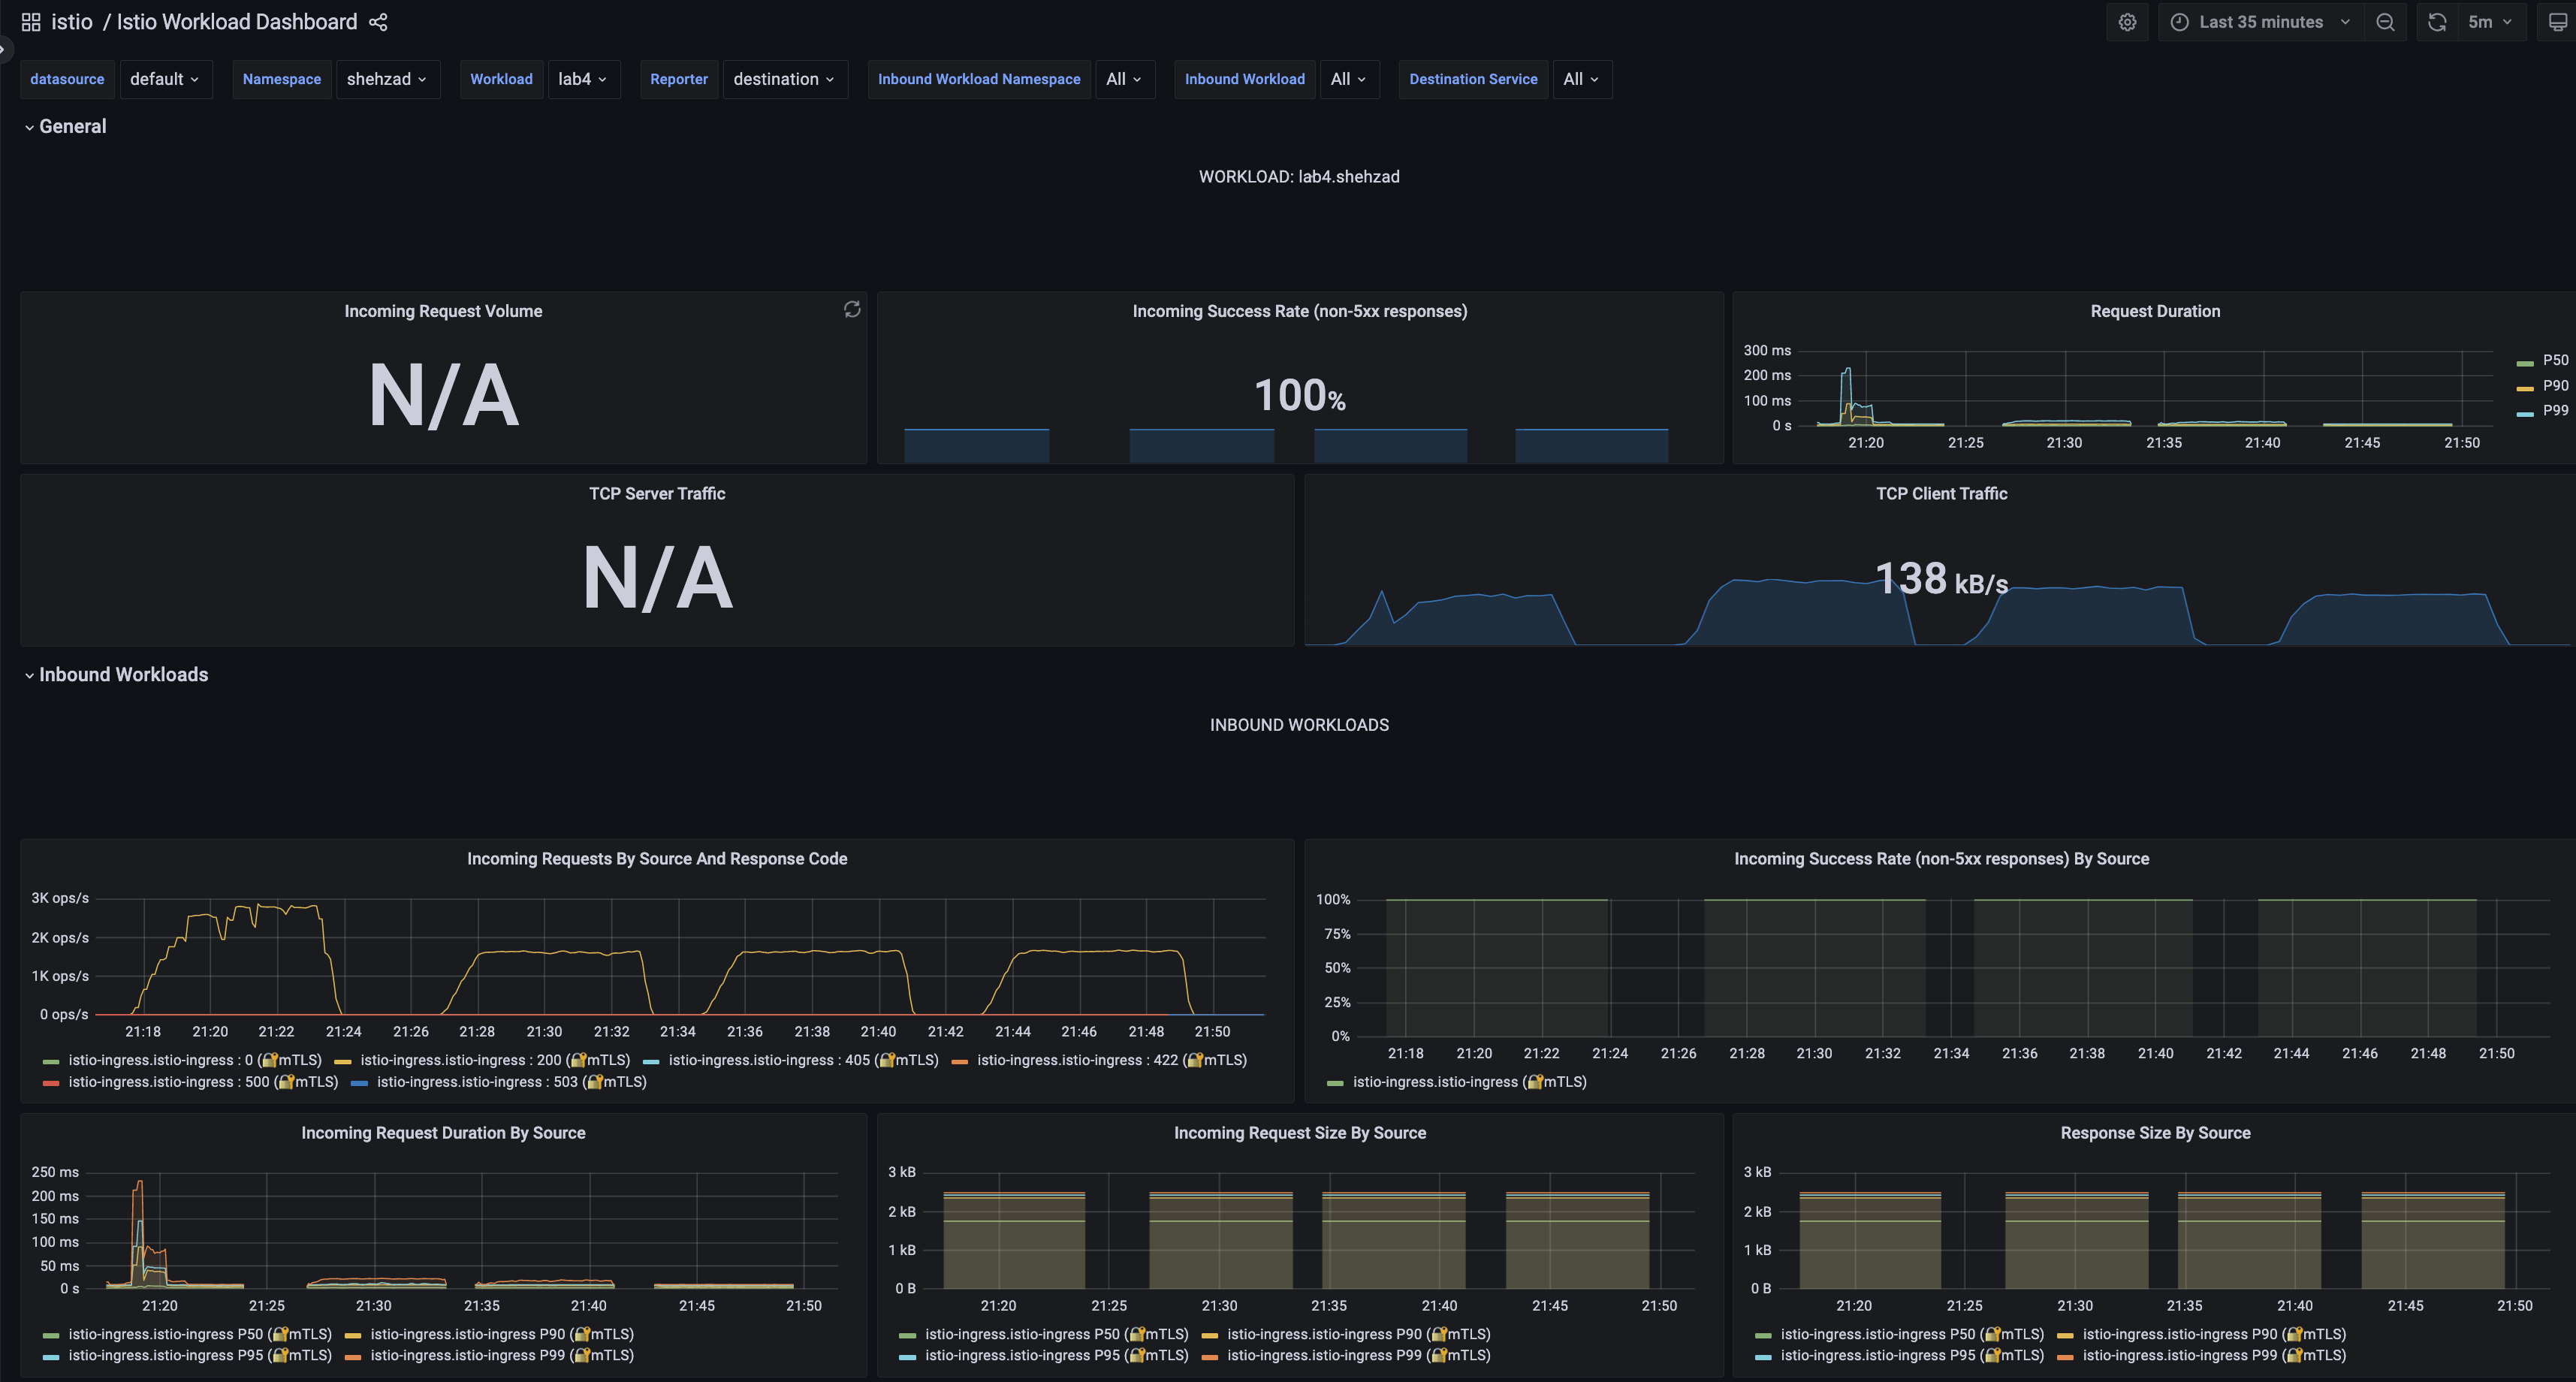 istio / Istio Workload Dashboard
Last 35 minutes
5m
datasource default Namespace shehzad Workload lab4 Reporter destination Inbound Workload Namespace All Inbound Workload All Destination Service All
General
WORKLOAD: lab4.shehzad
Incoming Request Volume
N/A
Incoming Success Rate (non-5xx responses)
100%
Request Duration
300 ms
200 ms
100 ms
0 s
21:20 21:25 21:30 21:35 21:40 21:45 21:50
P50
P90
P99
TCP Server Traffic
N/A
TCP Client Traffic
138 kB/s
Inbound Workloads
INBOUND WORKLOADS
Incoming Requests By Source And Response Code
3K ops/s
2K ops/s
1K ops/s
0 ops/s
21:18 21:20 21:22 21:24 21:26 21:28 21:30 21:32 21:34 21:36 21:38 21:40 21:42 21:44 21:46 21:48 21:50
istio-ingress.istio-ingress : 0 (🔐mTLS) istio-ingress.istio-ingress : 200 (🔐mTLS) istio-ingress.istio-ingress : 405 (🔐mTLS) istio-ingress.istio-ingress : 422 (🔐mTLS)
istio-ingress.istio-ingress : 500 (🔐mTLS) istio-ingress.istio-ingress : 503 (🔐mTLS)
Incoming Success Rate (non-5xx responses) By Source
100%
75%
50%
25%
0%
21:18 21:20 21:22 21:24 21:26 21:28 21:30 21:32 21:34 21:36 21:38 21:40 21:42 21:44 21:46 21:48 21:50
istio-ingress.istio-ingress (🔐mTLS)
Incoming Request Duration By Source
250 ms
200 ms
150 ms
100 ms
50 ms
0 s
21:20 21:25 21:30 21:35 21:40 21:45 21:50
istio-ingress.istio-ingress P50 (🔐mTLS) istio-ingress.istio-ingress P90 (🔐mTLS)
istio-ingress.istio-ingress P95 (🔐mTLS) istio-ingress.istio-ingress P99 (🔐mTLS)
Incoming Request Size By Source
3 kB
2 kB
1 kB
0 B
21:20 21:25 21:30 21:35 21:40 21:45 21:50
istio-ingress.istio-ingress P50 (🔐mTLS) istio-ingress.istio-ingress P90 (🔐mTLS)
istio-ingress.istio-ingress P95 (🔐mTLS) istio-ingress.istio-ingress P99 (🔐mTLS)
Response Size By Source
3 kB
2 kB
1 kB
0 B
21:20 21:25 21:30 21:35 21:40 21:45 21:50
istio-ingress.istio-ingress P50 (🔐mTLS) istio-ingress.istio-ingress P90 (🔐mTLS)
istio-ingress.istio-ingress P95 (🔐mTLS) istio-ingress.istio-ingress P99 (🔐mTLS)